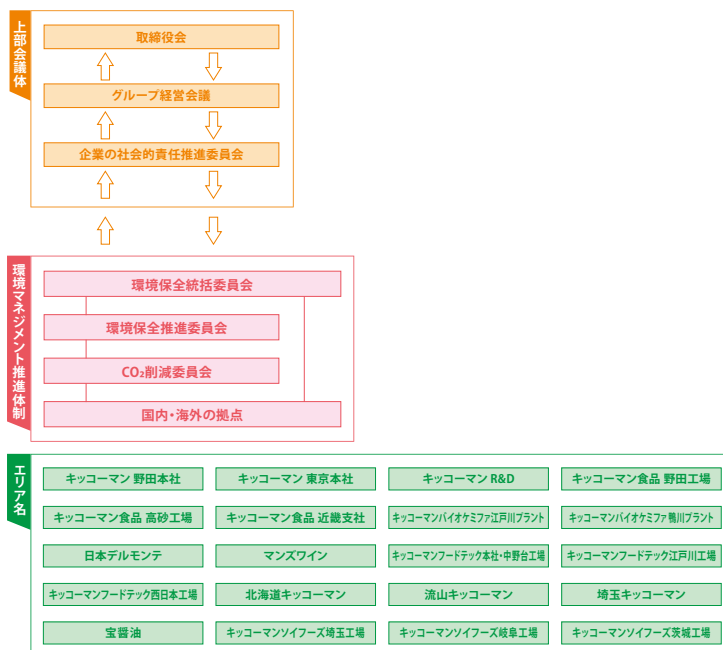 上部会議体
取締役会
グループ経営会議
企業の社会的責任推進委員会
環境マネジメント推進体制
環境保全統括委員会
環境保全推進委員会
CO₂削減委員会
国内・海外の拠点
エリア名
キッコーマン 野田本社
キッコーマン 東京本社
キッコーマン R&D
キッコーマン食品 野田工場
キッコーマン食品 高砂工場
キッコーマン食品 近畿支社
キッコーマンバイオケミファ江戸川プラント
キッコーマンバイオケミファ 鴨川プラント
日本デルモンテ
マンズワイン
キッコーマンフードテック本社・中野台工場
キッコーマンフードテック江戸川工場
キッコーマンフードテック西日本工場
北海道キッコーマン
流山キッコーマン
埼玉キッコーマン
宝醤油
キッコーマンソイフーズ埼玉工場
キッコーマンソイフーズ岐阜工場
キッコーマンソイフーズ茨城工場